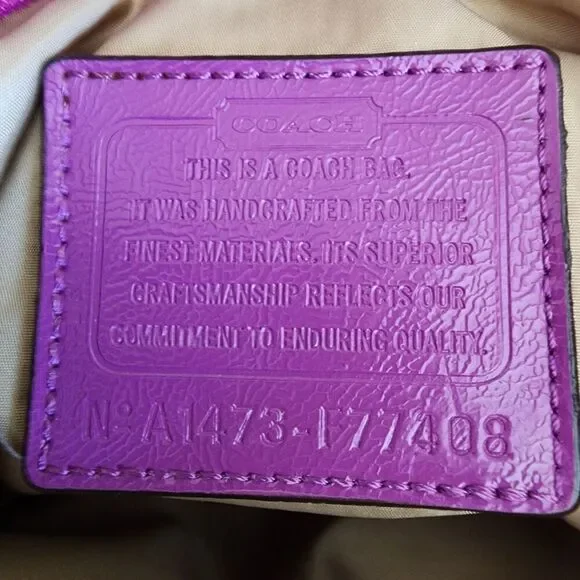 COACH
THIS IS A COACH BAG.
IT WAS HANDCRAFTED FROM THE
FINEST MATERIALS. ITS SUPERIOR
CRAFTSMANSHIP REFLECTS OUR
COMMITMENT TO ENDURING QUALITY.
No A1473-F77408